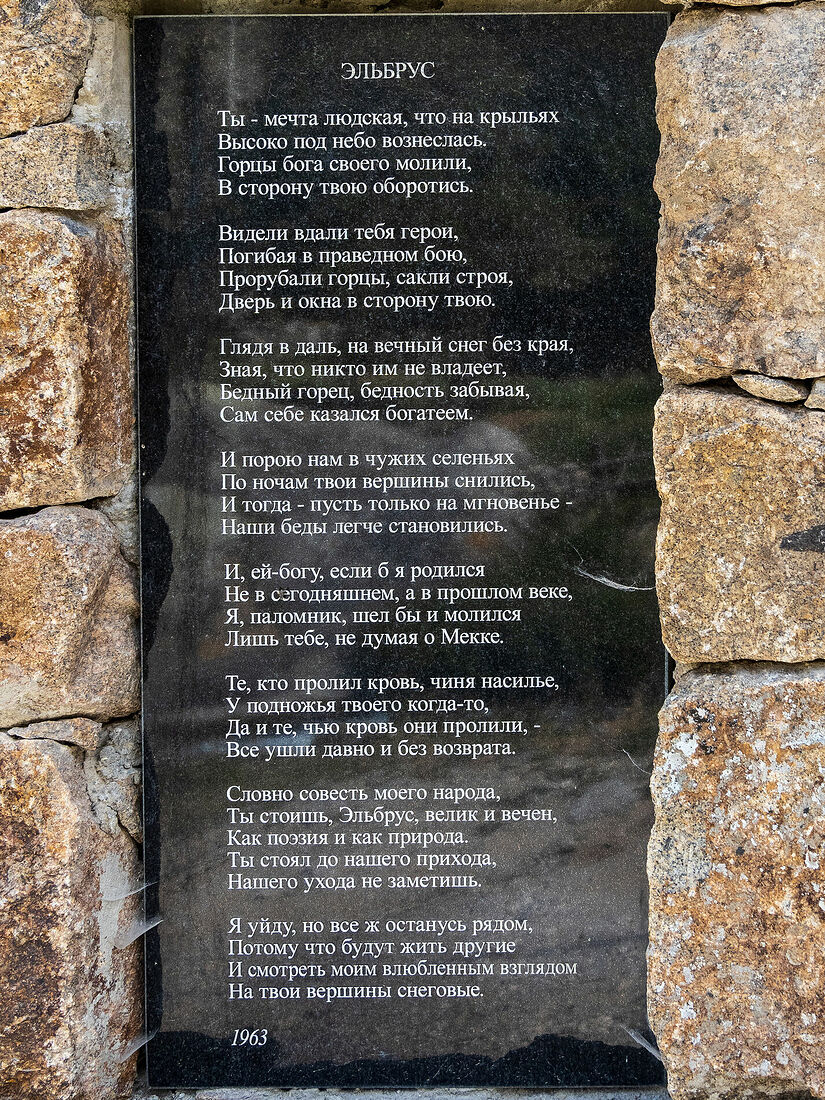 ЭЛЬБРУС
Ты - мечта людская, что на крыльях
Высоко под небо вознеслась.
Горцы бога своего молили,
В сторону твою оборотись.
Видели вдали тебя герои,
Погибая в праведном бою,
Прорубали горцы, сакли строя,
Дверь и окна в сторону твою.
Глядя в даль, на вечный снег без края,
Зная, что никто им не владеет,
Бедный горец, бедность забывая,
Сам себе казался богатеем.
И порою нам в чужих селеньях
По ночам твои вершины снились,
И тогда - пусть только на мгновенье -
Наши беды легче становились.
И, ей-богу, если б я родился
Не в сегодняшнем, а в прошлом веке,
Я, паломник, шел бы и молился
Лишь тебе, не думая о Мекке.
Те, кто пролил кровь, чиня насилье,
У подножья твоего когда-то,
Да и те, чью кровь они пролили, -
Все ушли давно и без возврата.
Словно совесть моего народа,
Ты стоишь, Эльбрус, велик и вечен,
Как поэзия и как природа.
Ты стоял до нашего прихода,
Нашего ухода не заметишь.
Я уйду, но все ж останусь рядом,
Потому что будут жить другие
И смотреть моим влюбленным взглядом
На твои вершины снеговые.
1963